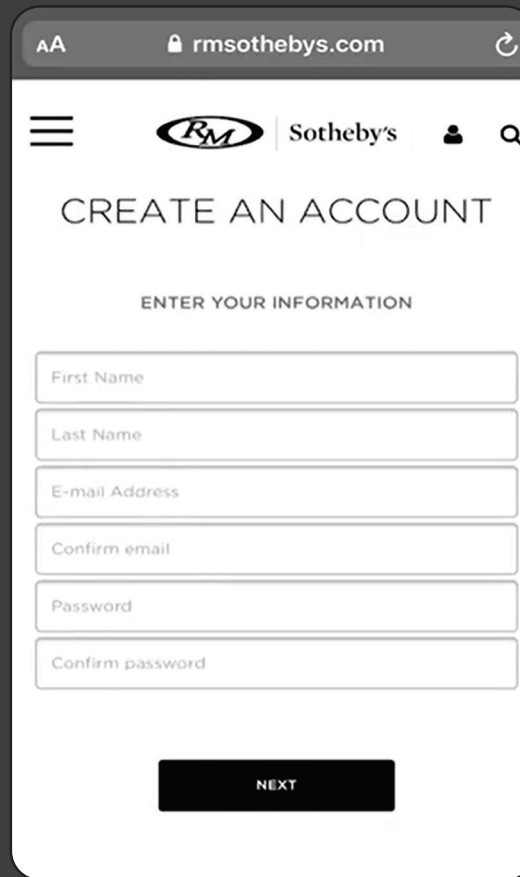 AA rmsothebys.com
RM Sotheby's
CREATE AN ACCOUNT
ENTER YOUR INFORMATION
First Name
Last Name
E-mail Address
Confirm email
Password
Confirm password
NEXT